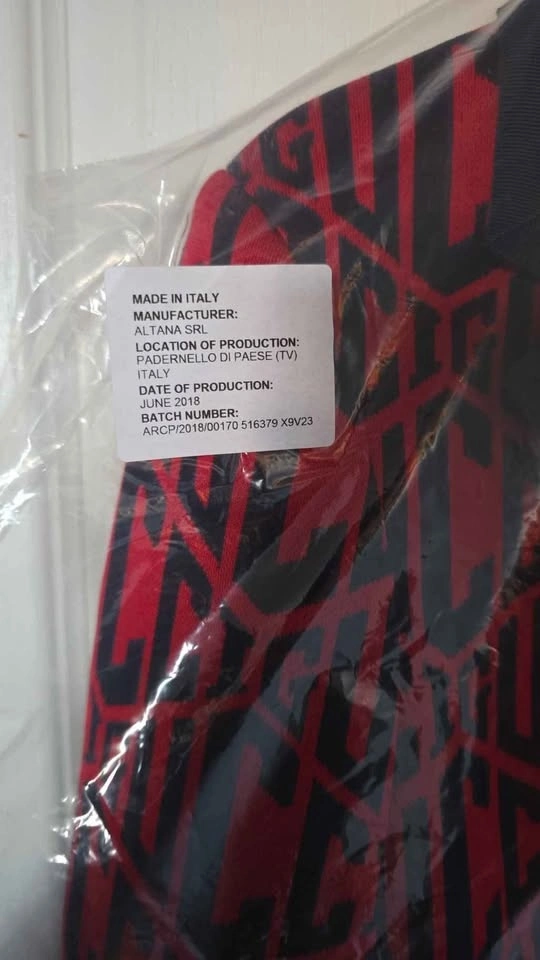 MADE IN ITALY
MANUFACTURER:
ALTANA SRL
LOCATION OF PRODUCTION:
PADERNELLO DI PAESE (TV)
ITALY
DATE OF PRODUCTION:
JUNE 2018
BATCH NUMBER:
ARCP/2018/00170 516379 X9V23